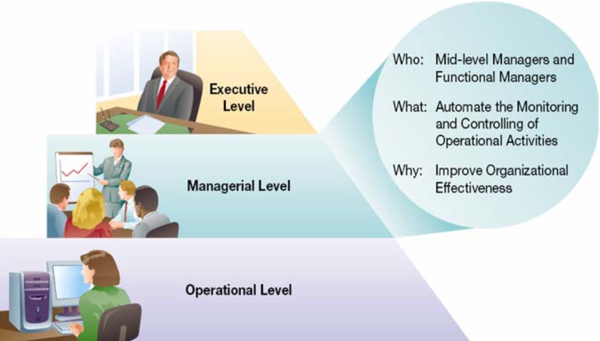 Executive
Level
Managerial Level
Operational Level
Who: Mid-level Managers and
Functional Managers
What: Automate the Monitoring
and Controlling of
Operational Activities
Why: Improve Organizational
Effectiveness